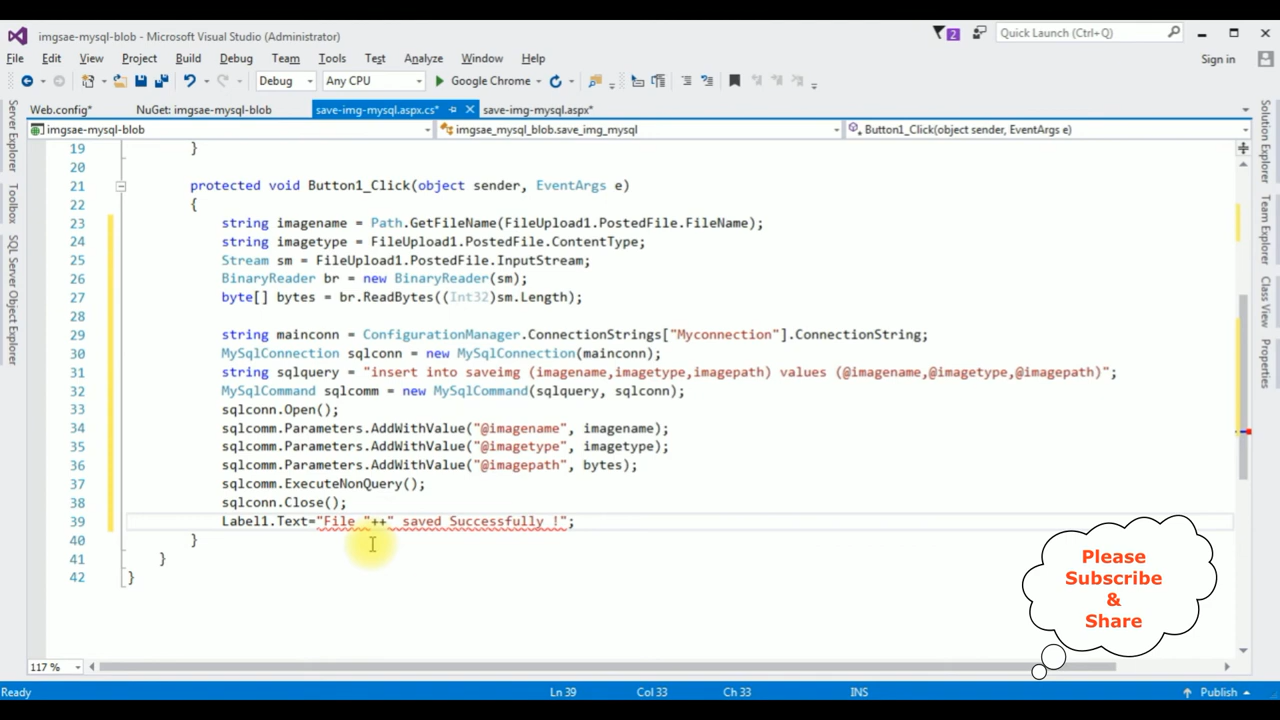 imgsae-mysql-blob - Microsoft Visual Studio (Administrator)
2
Quick Launch (Ctrl+Q)
File Edit View Project Build Debug Team Tools Test Analyze Window Help
Sign in
Debug Any CPU Google Chrome
Web.config* NuGet: imgsae-mysql-blob save-img-mysql.aspx.cs* save-img-mysql.aspx*
imgsae-mysql-blob imgsae_mysql_blob.save_img_mysql Button1_Click(object sender, EventArgs e)
Server Explorer
Toolbox
SQL Server Object Explorer
19 }
20
21 protected void Button1_Click(object sender, EventArgs e)
22 {
23 string imagename = Path.GetFileName(FileUpload1.PostedFile.FileName);
24 string imagetype = FileUpload1.PostedFile.ContentType;
25 Stream sm = FileUpload1.PostedFile.InputStream;
26 BinaryReader br = new BinaryReader(sm);
27 byte[] bytes = br.ReadBytes((Int32)sm.Length);
28
29 string mainconn = ConfigurationManager.ConnectionStrings["Myconnection"].ConnectionString;
30 MySqlConnection sqlconn = new MySqlConnection(mainconn);
31 string sqlquery = "insert into saveimg (imagename,imagetype,imagepath) values (@imagename,@imagetype,@imagepath)";
32 MySqlCommand sqlcomm = new MySqlCommand(sqlquery, sqlconn);
33 sqlconn.Open();
34 sqlcomm.Parameters.AddWithValue("@imagename", imagename);
35 sqlcomm.Parameters.AddWithValue("@imagetype", imagetype);
36 sqlcomm.Parameters.AddWithValue("@imagepath", bytes);
37 sqlcomm.ExecuteNonQuery();
38 sqlconn.Close();
39 Label1.Text="File "++" saved Successfully !";
40 }
41 }
42 }
Solution Explorer
Team Explorer
Class View
Properties
Please
Subscribe
&
Share
117 %
Ready Ln 39 Col 33 Ch 33 INS Publish